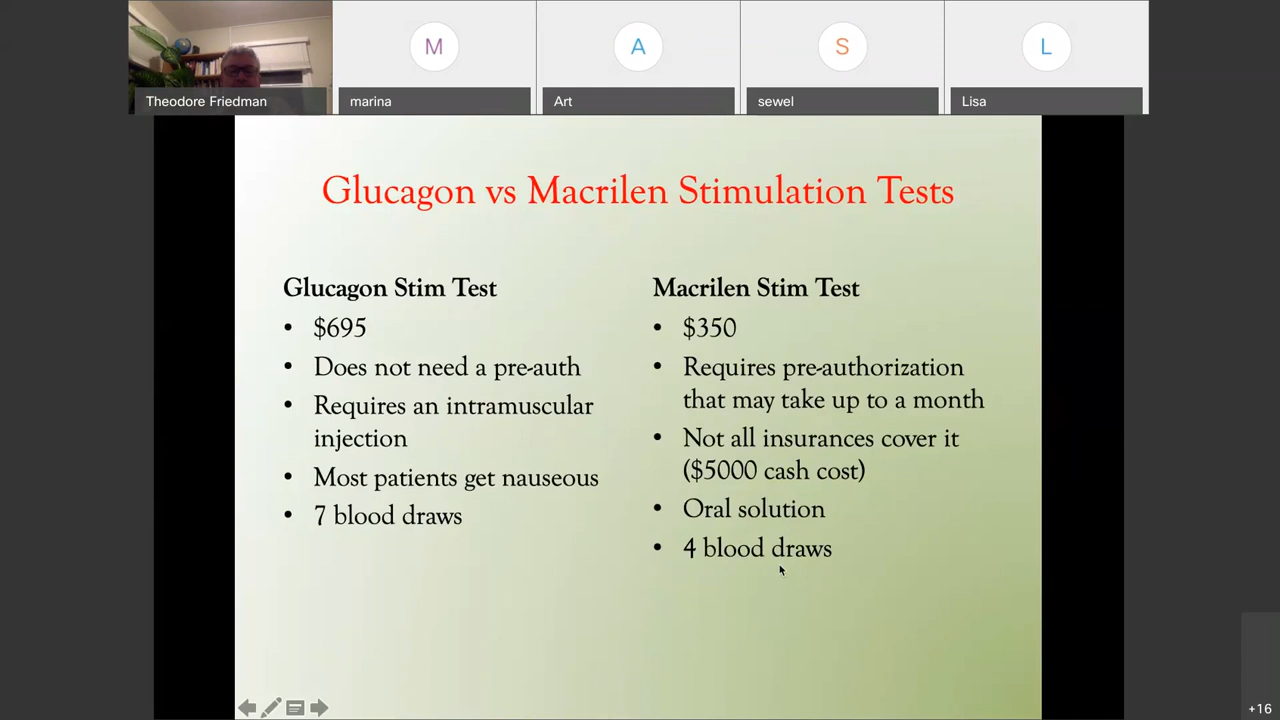 M
A
S
L
Theodore Friedman
marina
Art
sewel
Lisa
Glucagon vs Macrilen Stimulation Tests
Glucagon Stim Test
• $695
• Does not need a pre-auth
• Requires an intramuscular
injection
• Most patients get nauseous
• 7 blood draws
Macrilen Stim Test
• $350
• Requires pre-authorization
that may take up to a month
• Not all insurances cover it
($5000 cash cost)
• Oral solution
• 4 blood draws
+16